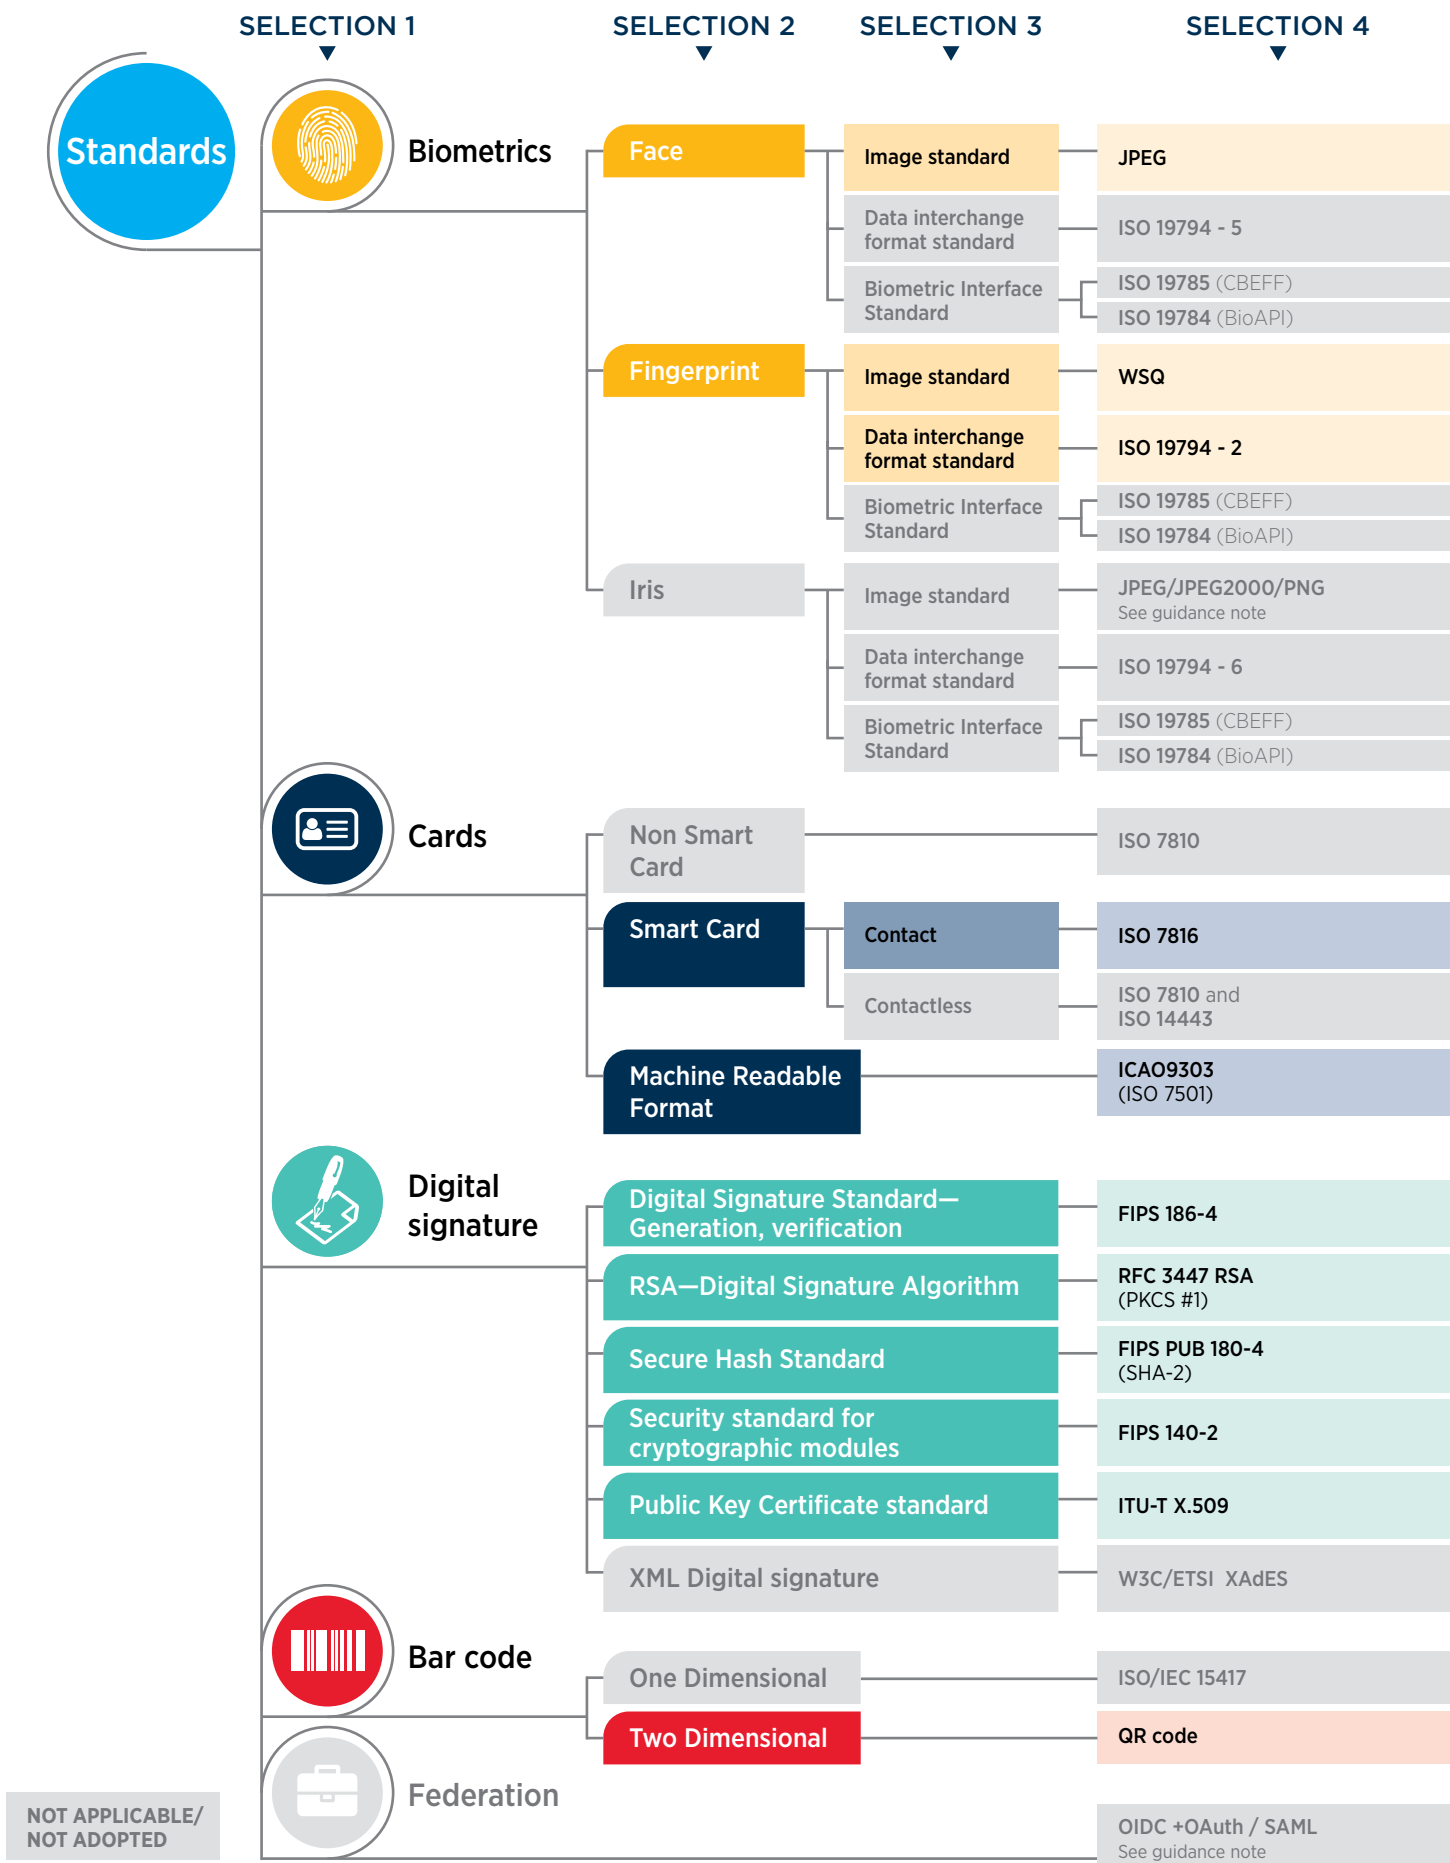 SELECTION 1
SELECTION 2
SELECTION 3
SELECTION 4
Standards
Biometrics
Face
Image standard
JPEG
Data interchange
format standard
ISO 19794 - 5
Biometric Interface
Standard
ISO 19785 (CBEFF)
ISO 19784 (BioAPI)
Fingerprint
Image standard
WSQ
Data interchange
format standard
ISO 19794 - 2
Biometric Interface
Standard
ISO 19785 (CBEFF)
ISO 19784 (BioAPI)
Iris
Image standard
JPEG/JPEG2000/PNG
See guidance note
Data interchange
format standard
ISO 19794 - 6
Biometric Interface
Standard
ISO 19785 (CBEFF)
ISO 19784 (BioAPI)
Cards
Non Smart
Card
ISO 7810
Smart Card
Contact
ISO 7816
Contactless
ISO 7810 and
ISO 14443
Machine Readable
Format
ICAO9303
(ISO 7501)
Digital
signature
Digital Signature Standard—
Generation, verification
FIPS 186-4
RSA—Digital Signature Algorithm
RFC 3447 RSA
(PKCS #1)
Secure Hash Standard
FIPS PUB 180-4
(SHA-2)
Security standard for
cryptographic modules
FIPS 140-2
Public Key Certificate standard
ITU-T X.509
XML Digital signature
W3C/ETSI XAdES
Bar code
One Dimensional
ISO/IEC 15417
Two Dimensional
QR code
Federation
OIDC +OAuth / SAML
See guidance note
NOT APPLICABLE/
NOT ADOPTED